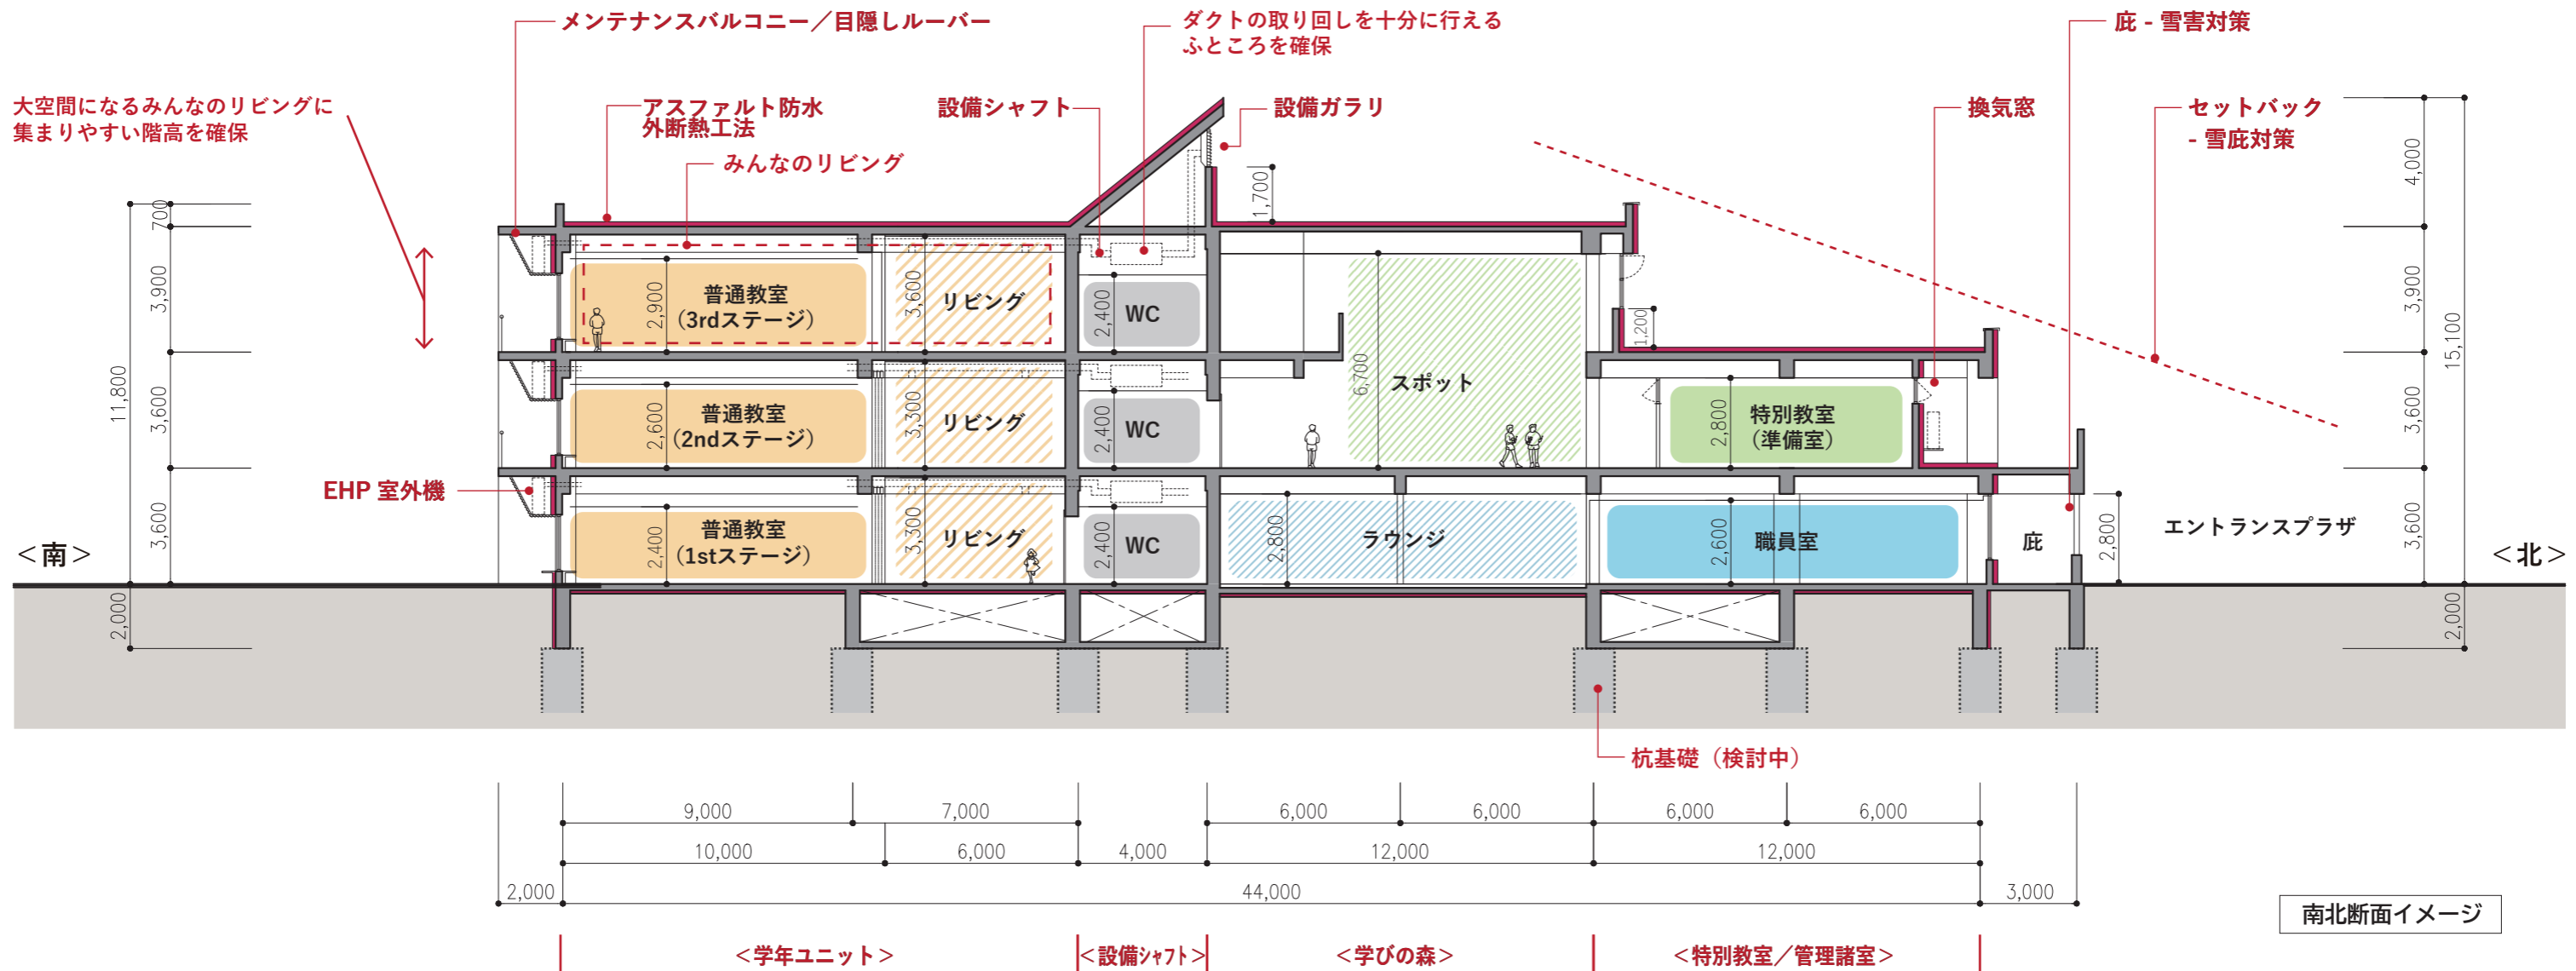 メンテナンスバルコニー／目隠しルーバー
ダクトの取り回しを十分に行える
ふところを確保
庇 - 雪害対策
大空間になるみんなのリビングに
集まりやすい階高を確保
アスファルト防水
外断熱工法
設備シャフト
設備ガラリ
換気窓
セットバック
- 雪庇対策
みんなのリビング
700
3,900
3,600
3,600
11,800
2,000
1,700
1,200
4,000
3,900
3,600
3,600
15,100
2,000
普通教室
（3rdステージ）
2,900
3,600
リビング
2,400
WC
普通教室
（2ndステージ）
2,600
3,300
リビング
2,400
WC
6,700
スポット
2,800
特別教室
（準備室）
EHP 室外機
普通教室
（1stステージ）
2,400
3,300
リビング
2,400
WC
2,800
ラウンジ
2,600
職員室
庇
2,800
エントランスプラザ
＜南＞
＜北＞
杭基礎（検討中）
9,000
7,000
6,000
6,000
6,000
6,000
10,000
6,000
4,000
12,000
12,000
2,000
44,000
3,000
南北断面イメージ
＜学年ユニット＞
＜設備シャフト＞
＜学びの森＞
＜特別教室／管理諸室＞